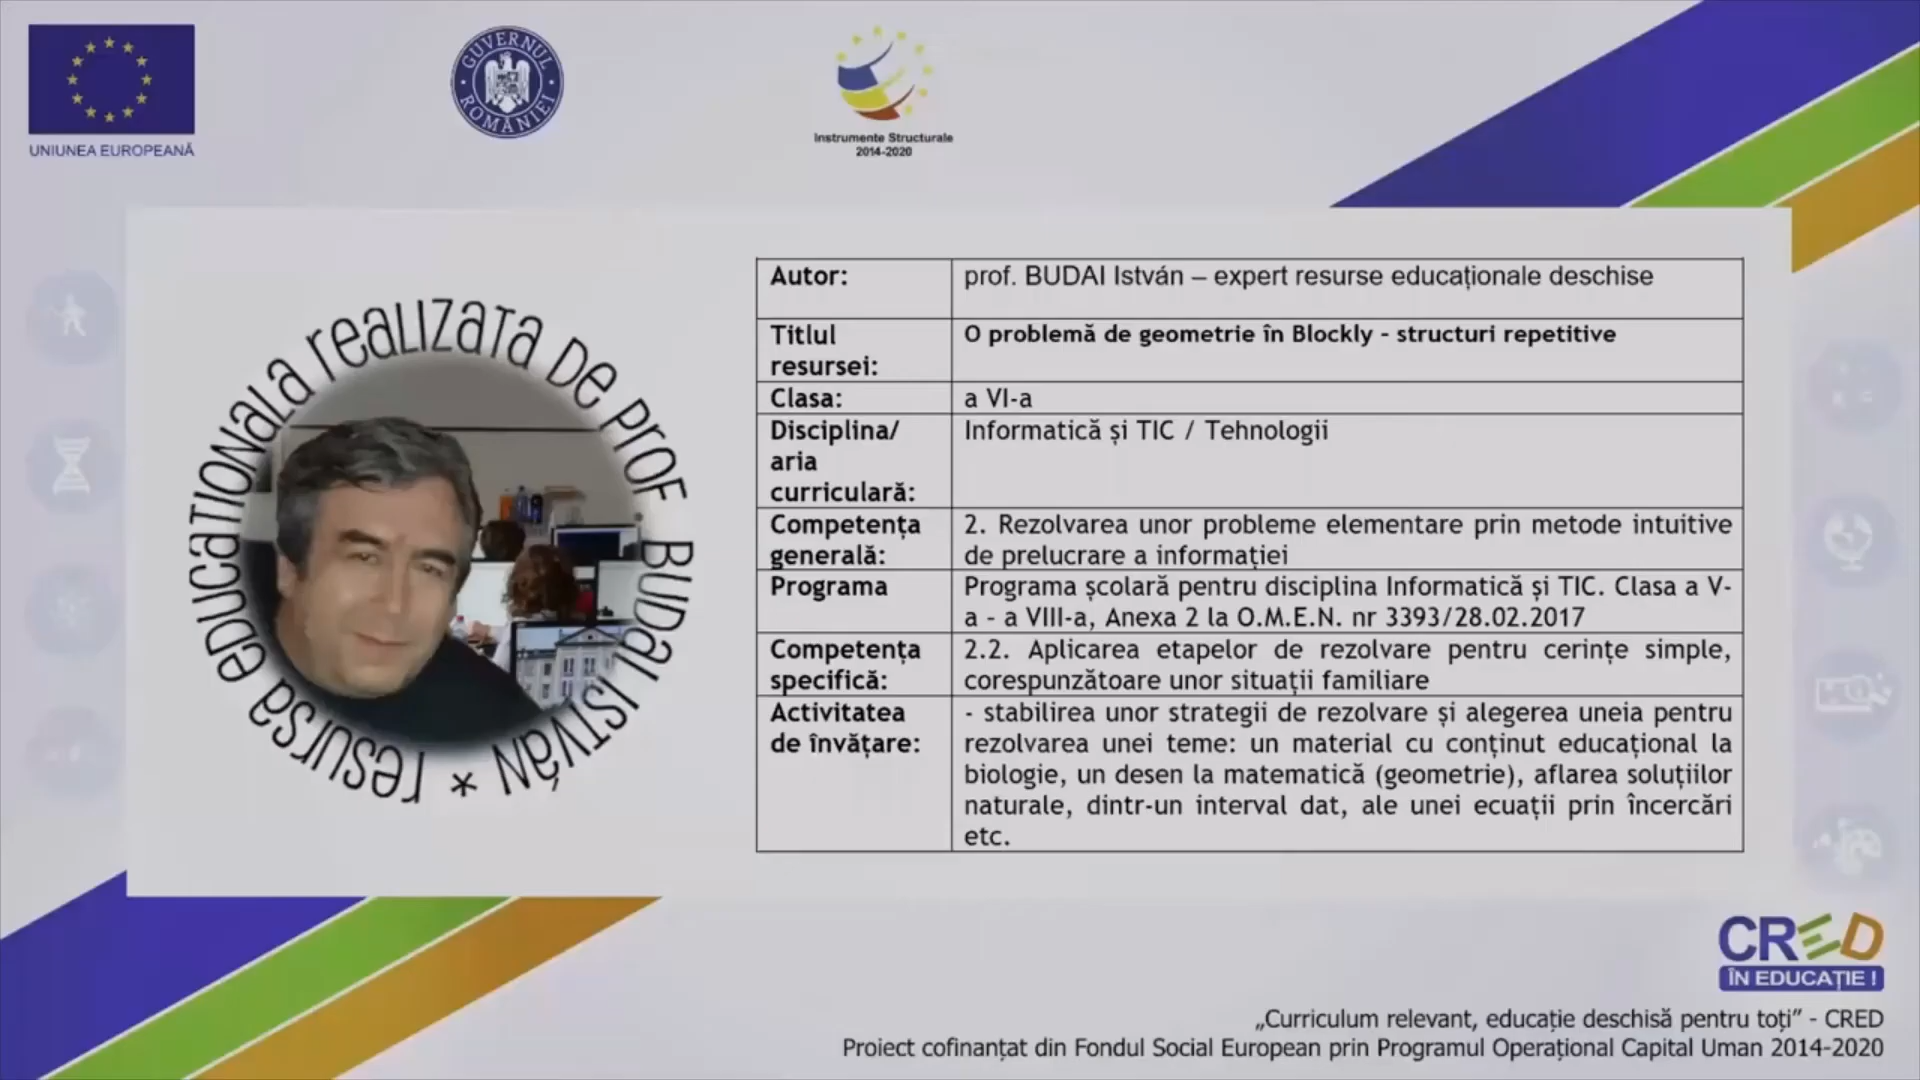 UNIUNEA EUROPEANĂ
GUVERNUL ROMÂNIEI
Instrumente Structurale
2014-2020
resursa educationala realizata de prof BUDAI ISTVÁN *
Autor: prof. BUDAI István – expert resurse educaționale deschise
Titlul resursei: O problemă de geometrie în Blockly - structuri repetitive
Clasa: a VI-a
Disciplina/ Informatică și TIC / Tehnologii
aria
curriculară:
Competența 2. Rezolvarea unor probleme elementare prin metode intuitive
generală: de prelucrare a informației
Programa Programa școlară pentru disciplina Informatică și TIC. Clasa a V-
a - a VIII-a, Anexa 2 la O.M.E.N. nr 3393/28.02.2017
Competența 2.2. Aplicarea etapelor de rezolvare pentru cerințe simple,
specifică: corespunzătoare unor situații familiare
Activitatea - stabilirea unor strategii de rezolvare și alegerea uneia pentru
de învățare: rezolvarea unei teme: un material cu conținut educațional la
biologie, un desen la matematică (geometrie), aflarea soluțiilor
naturale, dintr-un interval dat, ale unei ecuații prin încercări
etc.
CRED
ÎN EDUCAȚIE !
„Curriculum relevant, educație deschisă pentru toți” - CRED
Proiect cofinanțat din Fondul Social European prin Programul Operațional Capital Uman 2014-2020